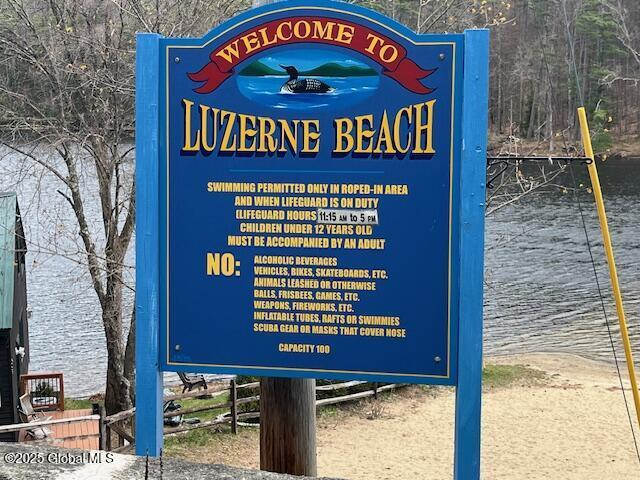 WELCOME TO
LUZERNE BEACH
SWIMMING PERMITTED ONLY IN ROPED-IN AREA
AND WHEN LIFEGUARD IS ON DUTY
(LIFEGUARD HOURS 11:15 AM to 5 PM
CHILDREN UNDER 12 YEARS OLD
MUST BE ACCOMPANIED BY AN ADULT
NO: ALCOHOLIC BEVERAGES
VEHICLES, BIKES, SKATEBOARDS, ETC.
ANIMALS LEASHED OR OTHERWISE
BALLS, FRISBEES, GAMES, ETC.
WEAPONS, FIREWORKS, ETC.
INFLATABLE TUBES, RAFTS OR SWIMMIES
SCUBA GEAR OR MASKS THAT COVER NOSE
CAPACITY 100
©2025 Global MLS